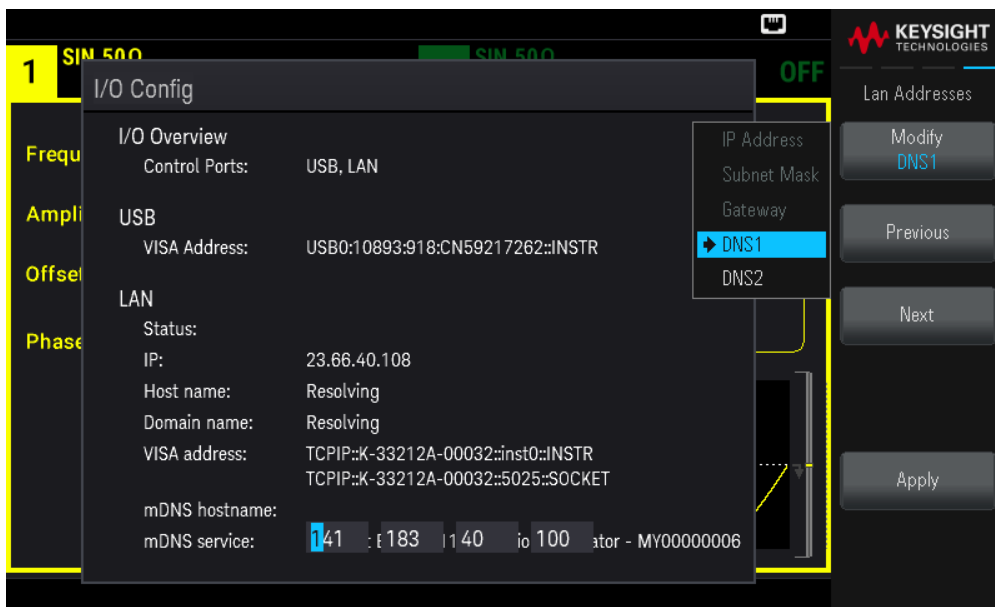 KEYSIGHT
TECHNOLOGIES
1 SIN 50Ω SIN 50Ω OFF
Lan Addresses
I/O Config
I/O Overview
Control Ports: USB, LAN
USB
VISA Address: USB0:10893:918:CN59217262::INSTR
LAN
Status:
IP: 23.66.40.108
Host name: Resolving
Domain name: Resolving
VISA address: TCPIP::K-33212A-00032::inst0::INSTR
TCPIP::K-33212A-00032::5025::SOCKET
mDNS hostname:
mDNS service: 141 183 40 100 ator - MY00000006
Frequ
Ampli
Offset
Phase
IP Address
Subnet Mask
Gateway
DNS1
DNS2
Modify
DNS1
Previous
Next
Apply